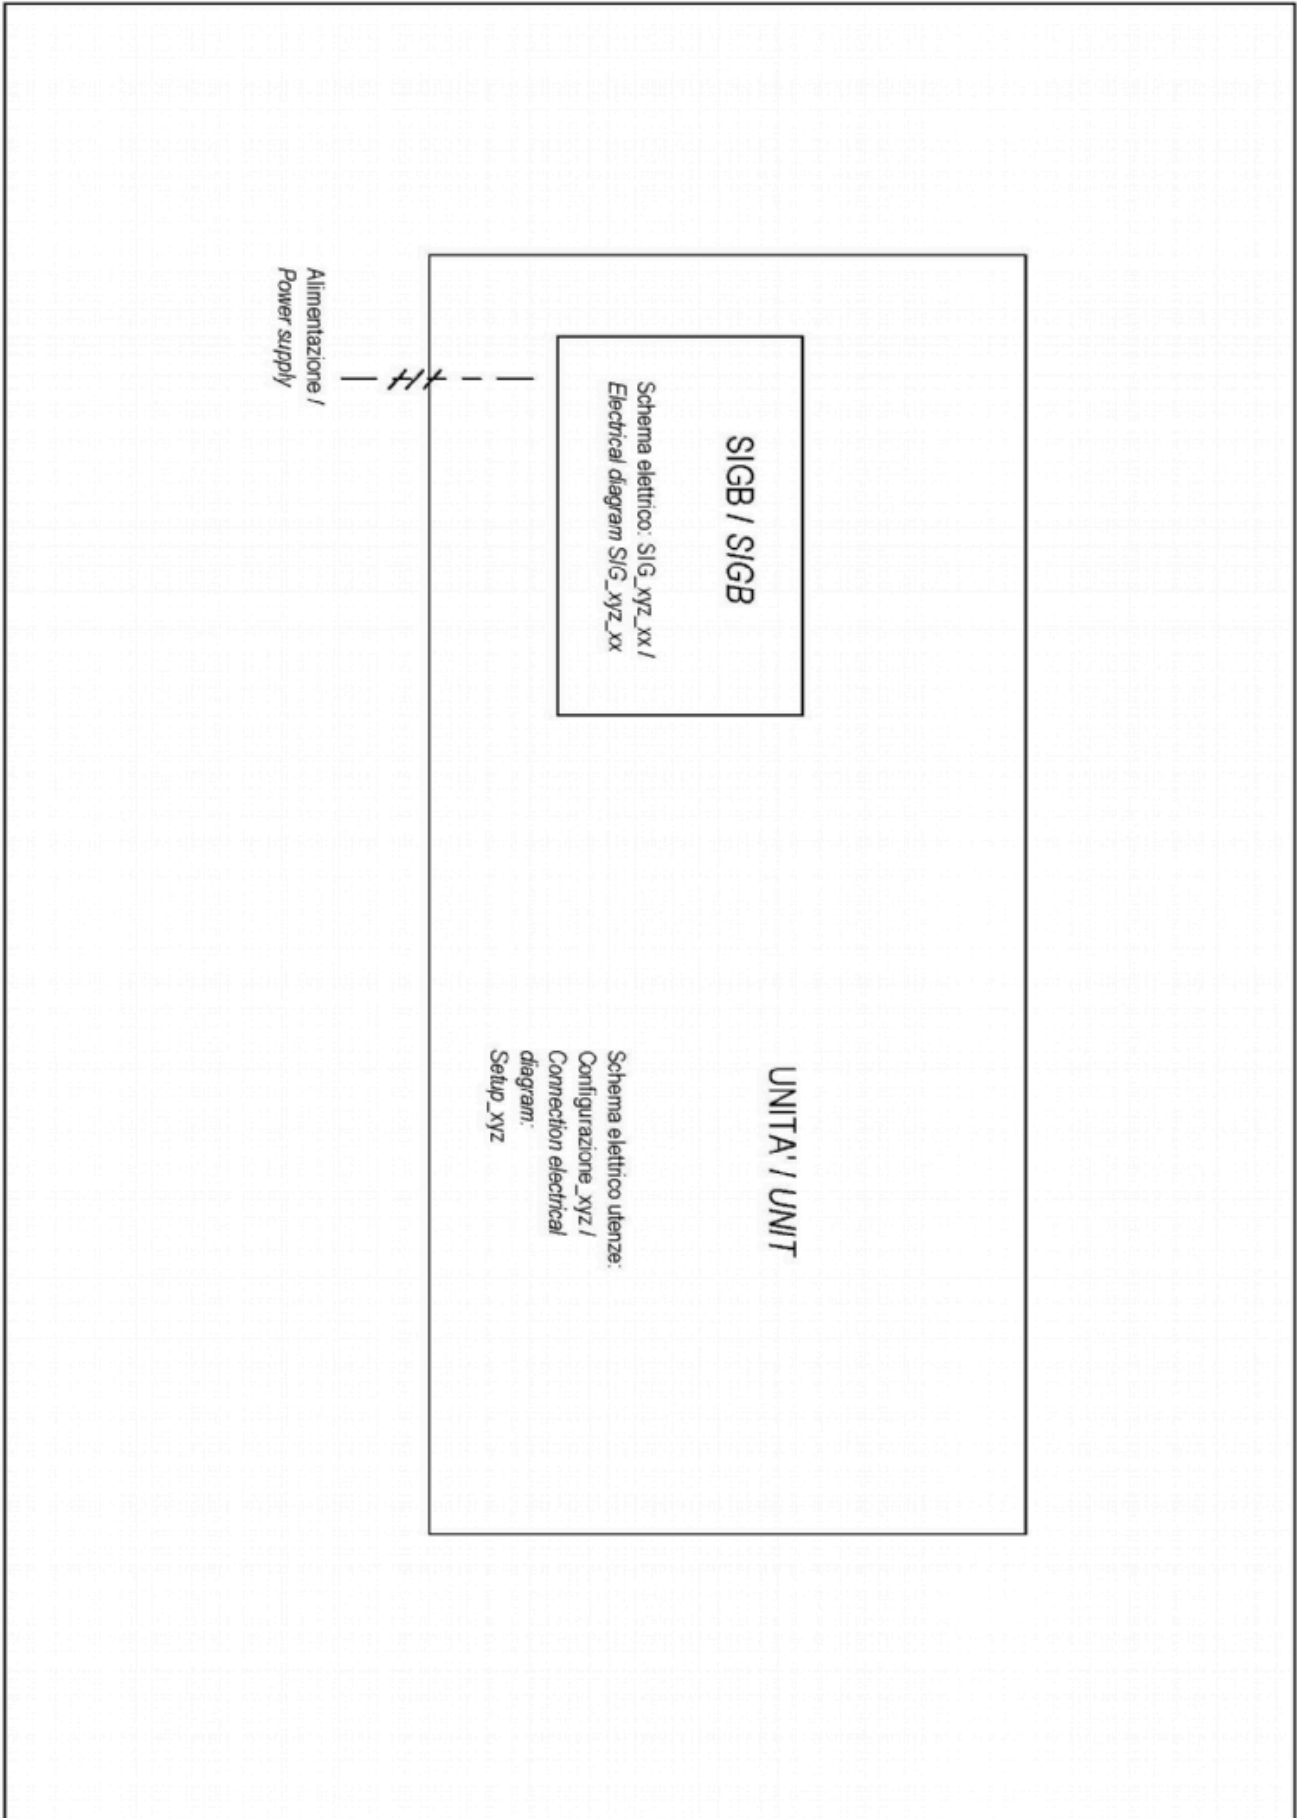 SIGB / SIGB
Schema elettrico: SIG_xyz_xx /
Electrical diagram SIG_xyz_xx
UNITA' / UNIT
Schema elettrico utenze:
Configurazione_xyz /
Connection electrical
diagram:
Setup_xyz
Alimentazione /
Power supply